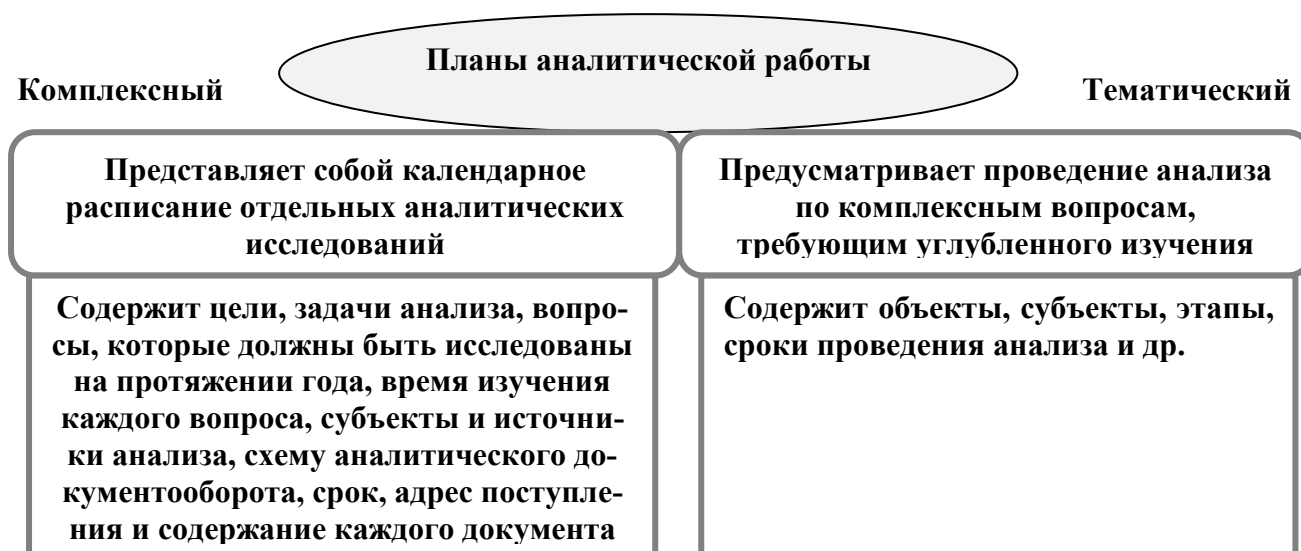 Планы аналитической работы
Комплексный
Тематический
Представляет собой календарное
расписание отдельных аналитических
исследований
Предусматривает проведение анализа
по комплексным вопросам,
требующим углубленного изучения
Содержит цели, задачи анализа, вопро-
сы, которые должны быть исследованы
на протяжении года, время изучения
каждого вопроса, субъекты и источни-
ки анализа, схему аналитического до-
кументооборота, срок, адрес поступле-
ния и содержание каждого документа
Содержит объекты, субъекты, этапы,
сроки проведения анализа и др.